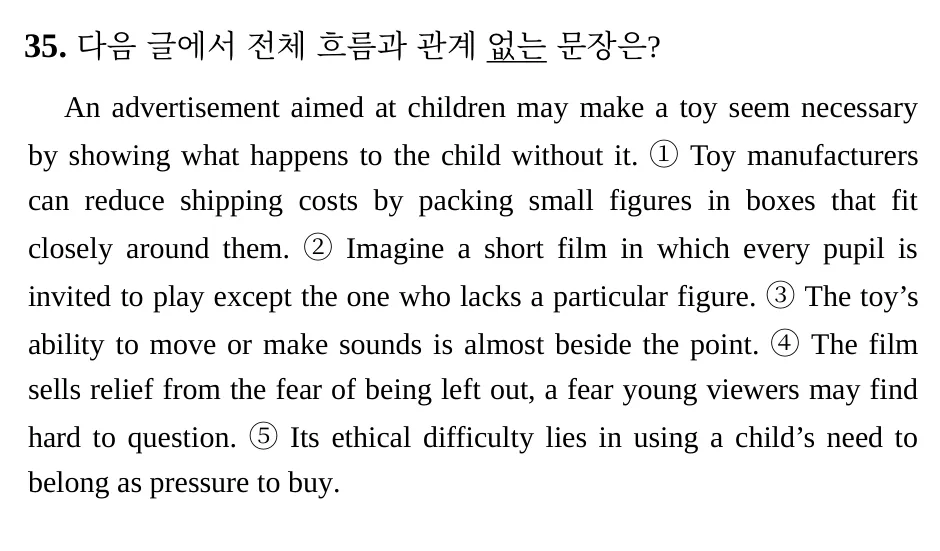 35. 다음 글에서 전체 흐름과 관계 없는 문장은?
An advertisement aimed at children may make a toy seem necessary
by showing what happens to the child without it. ① Toy manufacturers
can reduce shipping costs by packing small figures in boxes that fit
closely around them. ② Imagine a short film in which every pupil is
invited to play except the one who lacks a particular figure. ③ The toy’s
ability to move or make sounds is almost beside the point. ④ The film
sells relief from the fear of being left out, a fear young viewers may find
hard to question. ⑤ Its ethical difficulty lies in using a child’s need to
belong as pressure to buy.